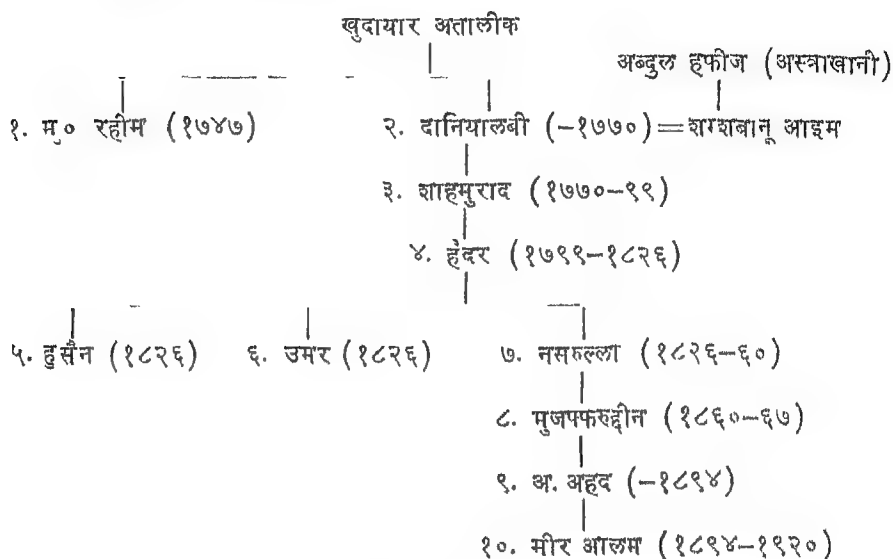 खुदायार अतालीक
अब्दुल हफीज (अस्त्राखानी)
१. मु० रहीम (१७४७) २. दानियालबी (-१७७०) = शम्शबानू आइम
३. शाहमुराद (१७७०-९९)
४. हैदर (१७९९-१८२६)
५. हुसैन (१८२६) ६. उमर (१८२६) ७. नसरुल्ला (१८२६-६०)
८. मुजफ्फरुद्दीन (१८६०-६७)
९. अ. अहद (-१८९४)
१०. मीर आलम (१८९४-१९२०)